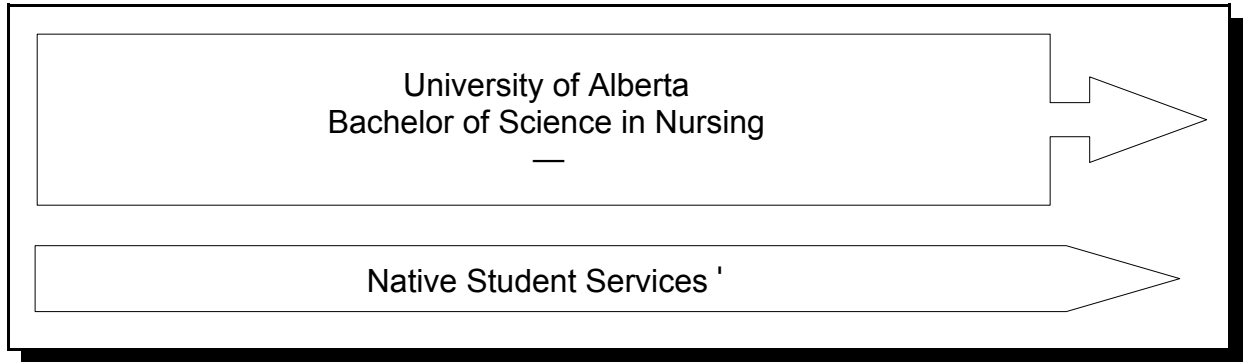 University of Alberta
Bachelor of Science in Nursing
—
Native Student Services '